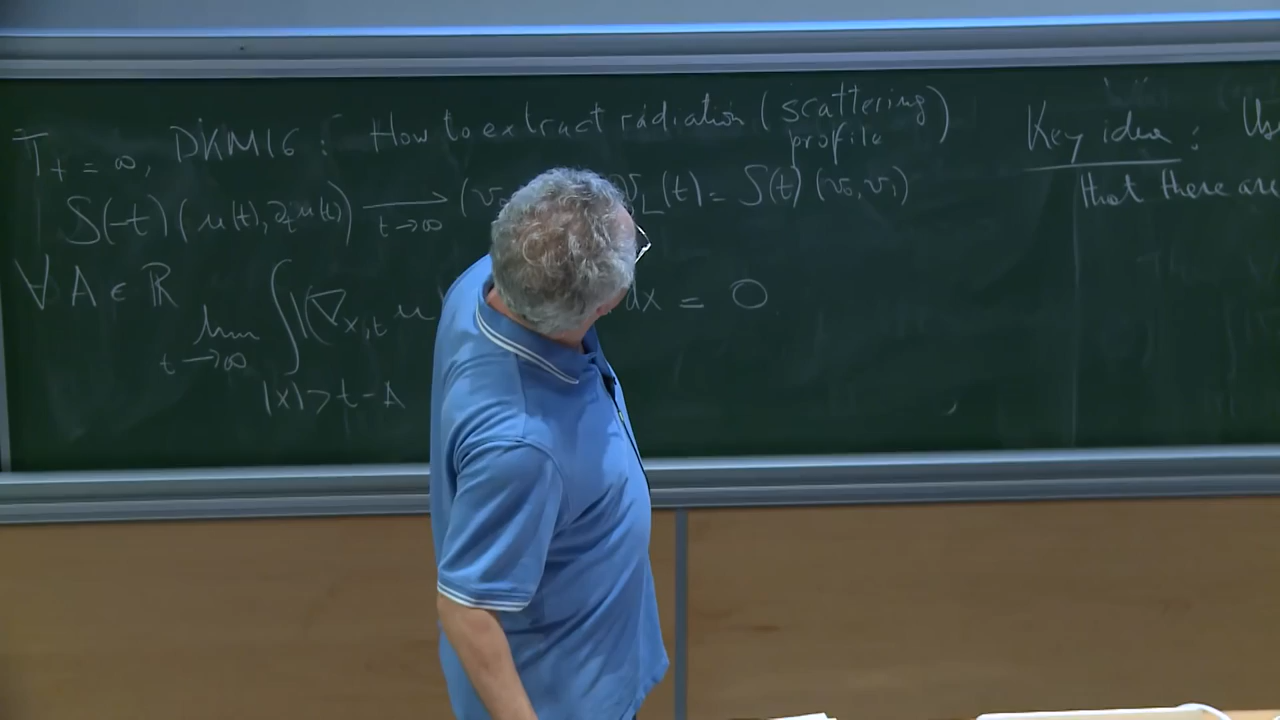 T₊ = ∞, DKM16 : How to extract radiation (scattering profile)
S(-t)(u(t), ∂ₜu(t)) ⟶ t→∞ (v₀ v_L(t) = S(t)(v₀, v₁)
∀ A ∈ ℝ
lim t→∞ ∫ |x|>t-A |(∇x,t u dx = 0
Key idea :
that there are